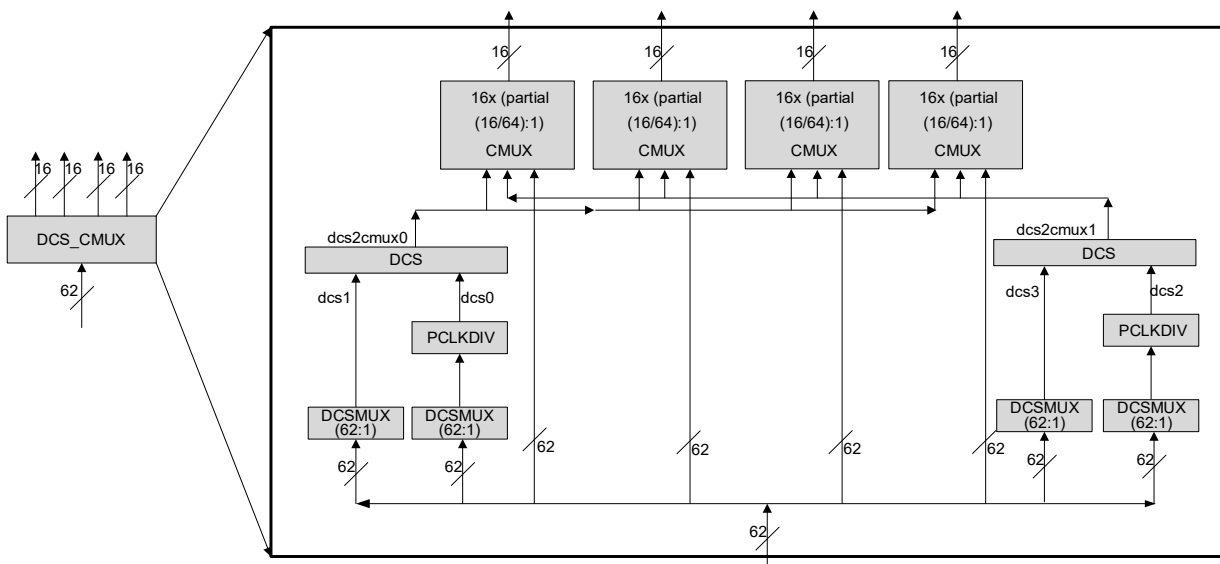 16 16 16 16
16x (partial 16x (partial 16x (partial 16x (partial
(16/64):1) (16/64):1) (16/64):1) (16/64):1)
CMUX CMUX CMUX CMUX
16 16 16 16
DCS_CMUX
62
dcs2cmux0 dcs2cmux1
DCS DCS
dcs1 dcs0 dcs3 dcs2
PCLKDIV PCLKDIV
DCSMUX DCSMUX DCSMUX DCSMUX
(62:1) (62:1) (62:1) (62:1)
62 62 62 62
62 62 62 62
62